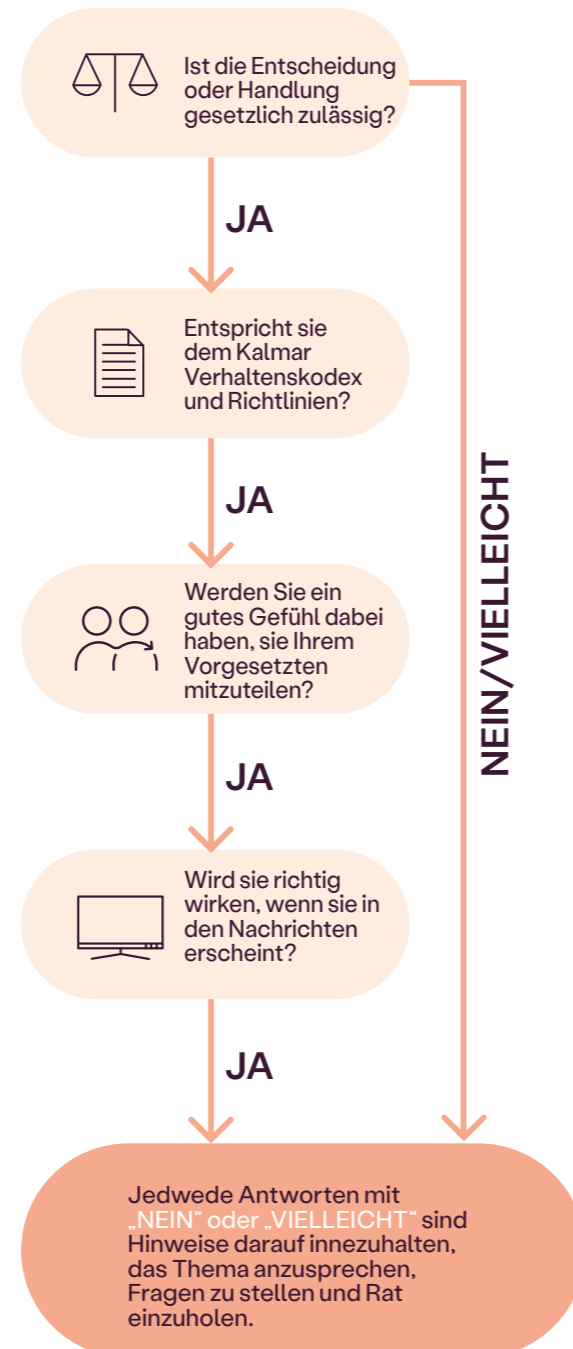 Ist die Entscheidung
oder Handlung
gesetzlich zulässig?
JA
Entspricht sie
dem Kalmar
Verhaltenskodex
und Richtlinien?
JA
NEIN/VIELLEICHT
Werden Sie ein
gutes Gefühl dabei
haben, sie Ihrem
Vorgesetzten
mitzuteilen?
JA
Wird sie richtig
wirken, wenn sie in
den Nachrichten
erscheint?
JA
Jedwede Antworten mit
„NEIN“ oder „VIELLEICHT“ sind
Hinweise darauf innezuhalten,
das Thema anzusprechen,
Fragen zu stellen und Rat
einzuholen.